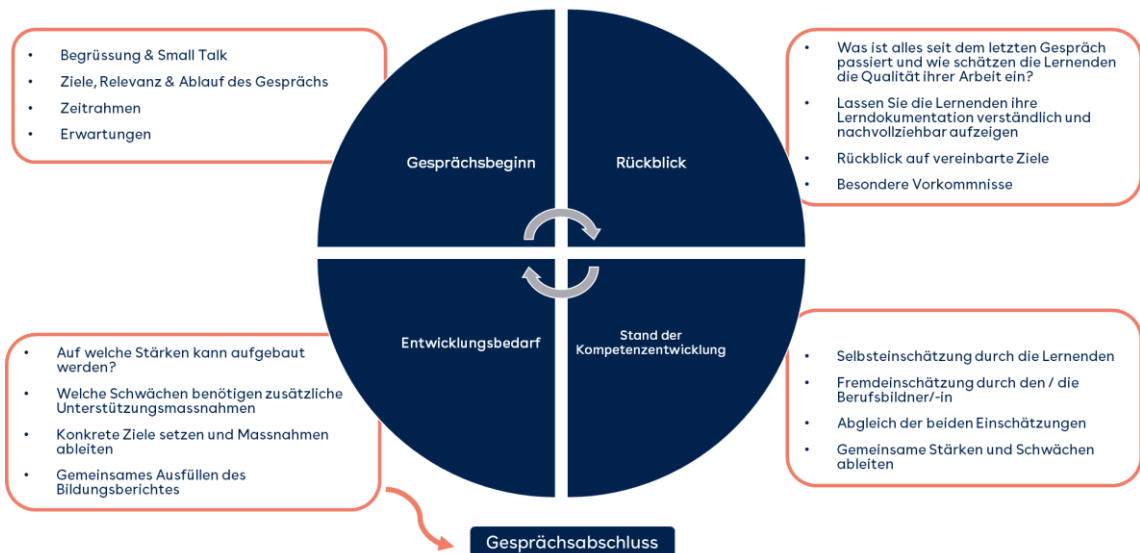 • Begrüssung & Small Talk
• Ziele, Relevanz & Ablauf des Gesprächs
• Zeitrahmen
• Erwartungen
Gesprächsbeginn
Rückblick
• Was ist alles seit dem letzten Gespräch
passiert und wie schätzen die Lernenden
die Qualität ihrer Arbeit ein?
• Lassen Sie die Lernenden ihre
Lerndokumentation verständlich und
nachvollziehbar aufzeigen
• Rückblick auf vereinbarte Ziele
• Besondere Vorkommnisse
• Auf welche Stärken kann aufgebaut
werden?
• Welche Schwächen benötigen zusätzliche
Unterstützungsmassnahmen
• Konkrete Ziele setzen und Massnahmen
ableiten
• Gemeinsames Ausfüllen des
Bildungsberichtes
Entwicklungsbedarf
Stand der
Kompetenzentwicklung
• Selbsteinschätzung durch die Lernenden
• Fremdeinschätzung durch den / die
Berufsbildner/-in
• Abgleich der beiden Einschätzungen
• Gemeinsame Stärken und Schwächen
ableiten
Gesprächsabschluss